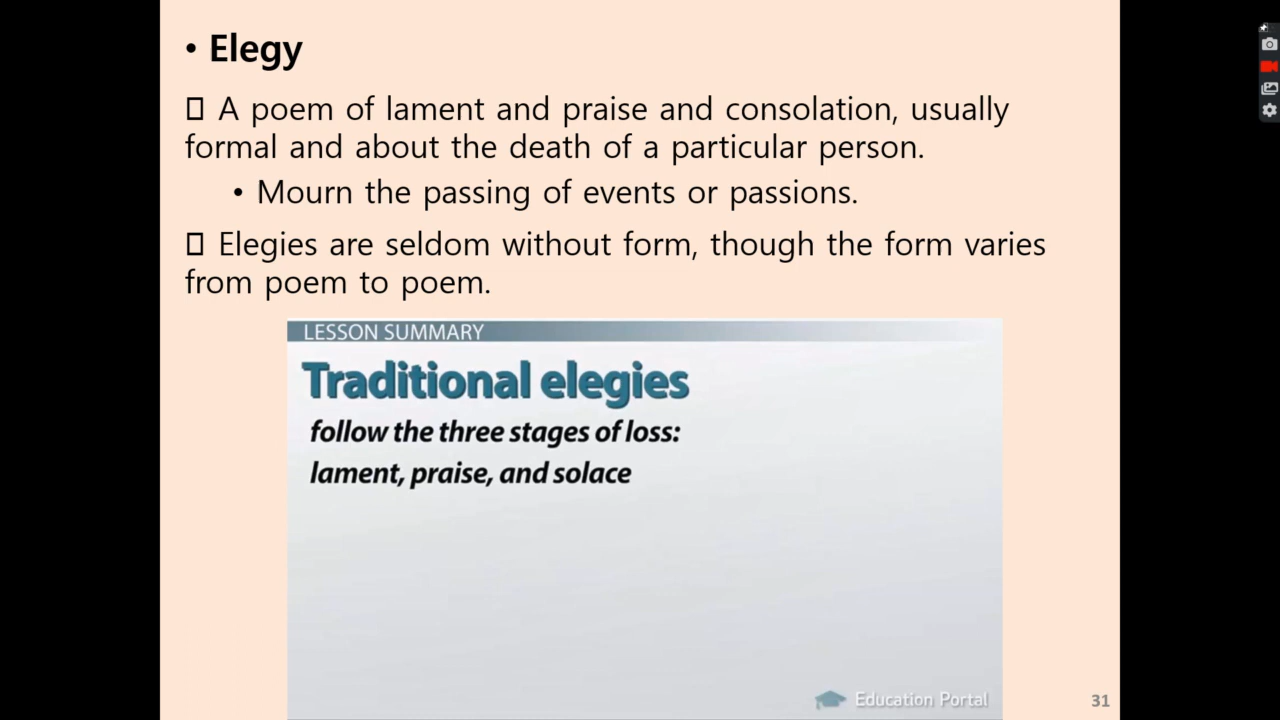 • Elegy
A poem of lament and praise and consolation, usually
formal and about the death of a particular person.
• Mourn the passing of events or passions.
Elegies are seldom without form, though the form varies
from poem to poem.
LESSON SUMMARY
Traditional elegies
follow the three stages of loss:
lament, praise, and solace
Education Portal
31